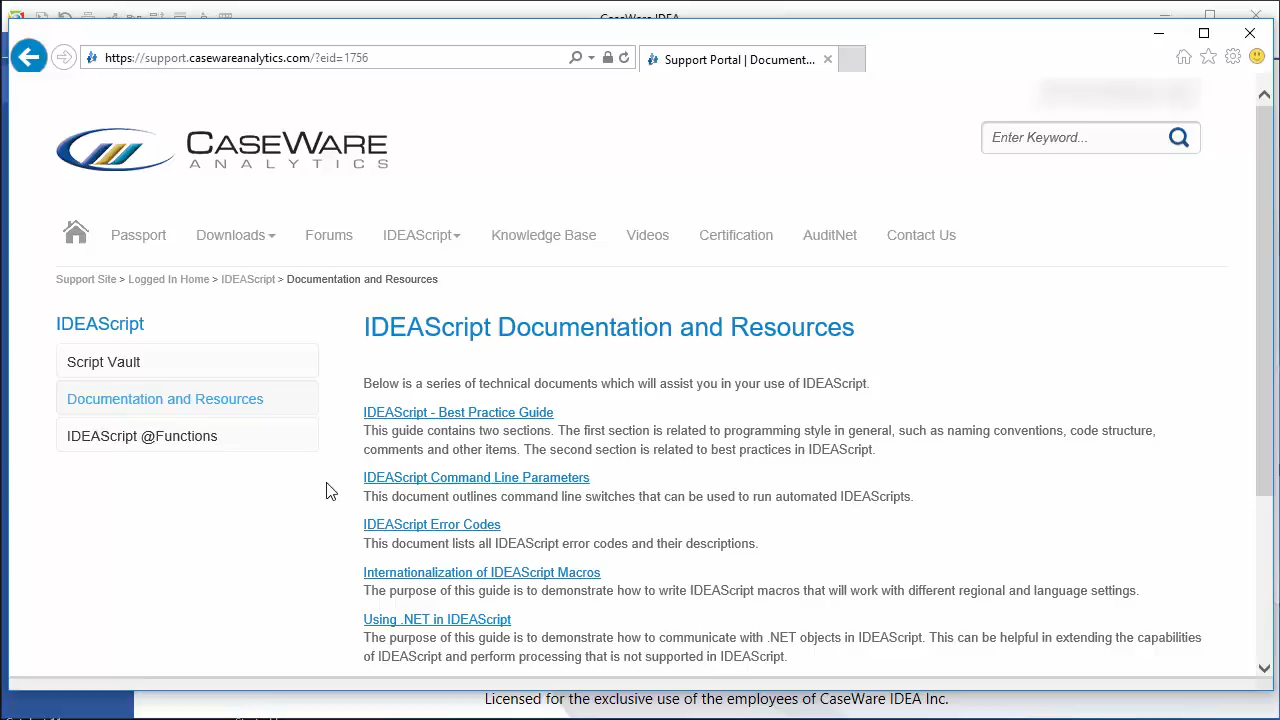 CaseWare IDEA
https://support.casewareanalytics.com/?eid=1756
Support Portal | Document...
CASEWARE
ANALYTICS
Enter Keyword...
Passport
Downloads
Forums
IDEAScript
Knowledge Base
Videos
Certification
AuditNet
Contact Us
Support Site > Logged In Home > IDEAScript > Documentation and Resources
IDEAScript
Script Vault
Documentation and Resources
IDEAScript @Functions
IDEAScript Documentation and Resources
Below is a series of technical documents which will assist you in your use of IDEAScript.
IDEAScript - Best Practice Guide
This guide contains two sections. The first section is related to programming style in general, such as naming conventions, code structure,
comments and other items. The second section is related to best practices in IDEAScript.
IDEAScript Command Line Parameters
This document outlines command line switches that can be used to run automated IDEAScripts.
IDEAScript Error Codes
This document lists all IDEAScript error codes and their descriptions.
Internationalization of IDEAScript Macros
The purpose of this guide is to demonstrate how to write IDEAScript macros that will work with different regional and language settings.
Using .NET in IDEAScript
The purpose of this guide is to demonstrate how to communicate with .NET objects in IDEAScript. This can be helpful in extending the capabilities
of IDEAScript and perform processing that is not supported in IDEAScript.
Licensed for the exclusive use of the employees of CaseWare IDEA Inc.